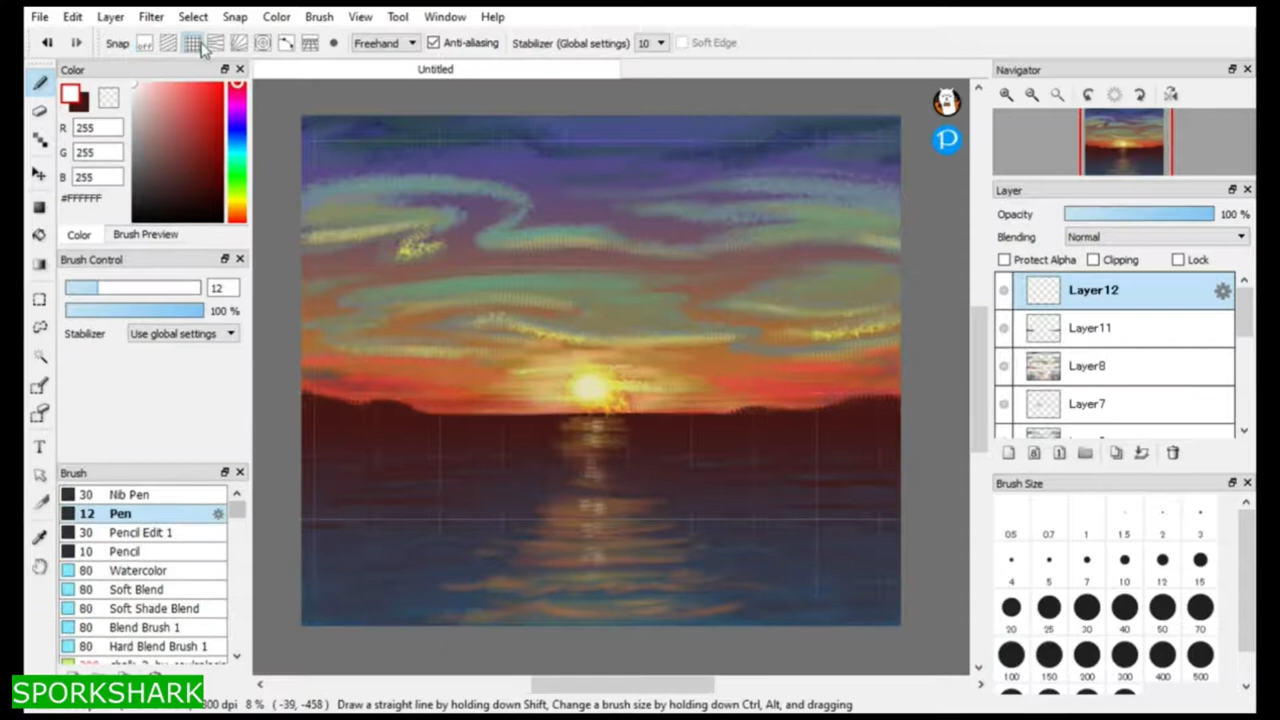 File Edit Layer Filter Select Snap Color Brush View Tool Window Help
Snap off Freehand Anti-aliasing Stabilizer (Global settings) 10 Soft Edge
Color
R 255
G 255
B 255
#FFFFFF
Color Brush Preview
Brush Control
12
100 %
Stabilizer Use global settings
Brush
30 Nib Pen
12 Pen
30 Pencil Edit 1
10 Pencil
80 Watercolor
80 Soft Blend
80 Soft Shade Blend
80 Blend Brush 1
80 Hard Blend Brush 1
Untitled
Navigator
Layer
Opacity 100 %
Blending Normal
Protect Alpha Clipping Lock
Layer12
Layer11
Layer8
Layer7
Brush Size
0.5 0.7 1 1.5 2 3
4 5 7 10 12 15
20 25 30 40 50 70
100 150 200 300 400 500
SPORKSHARK
dpi 8 % ( -39, -458) Draw a straight line by holding down Shift, Change a brush size by holding down Ctrl, Alt, and dragging